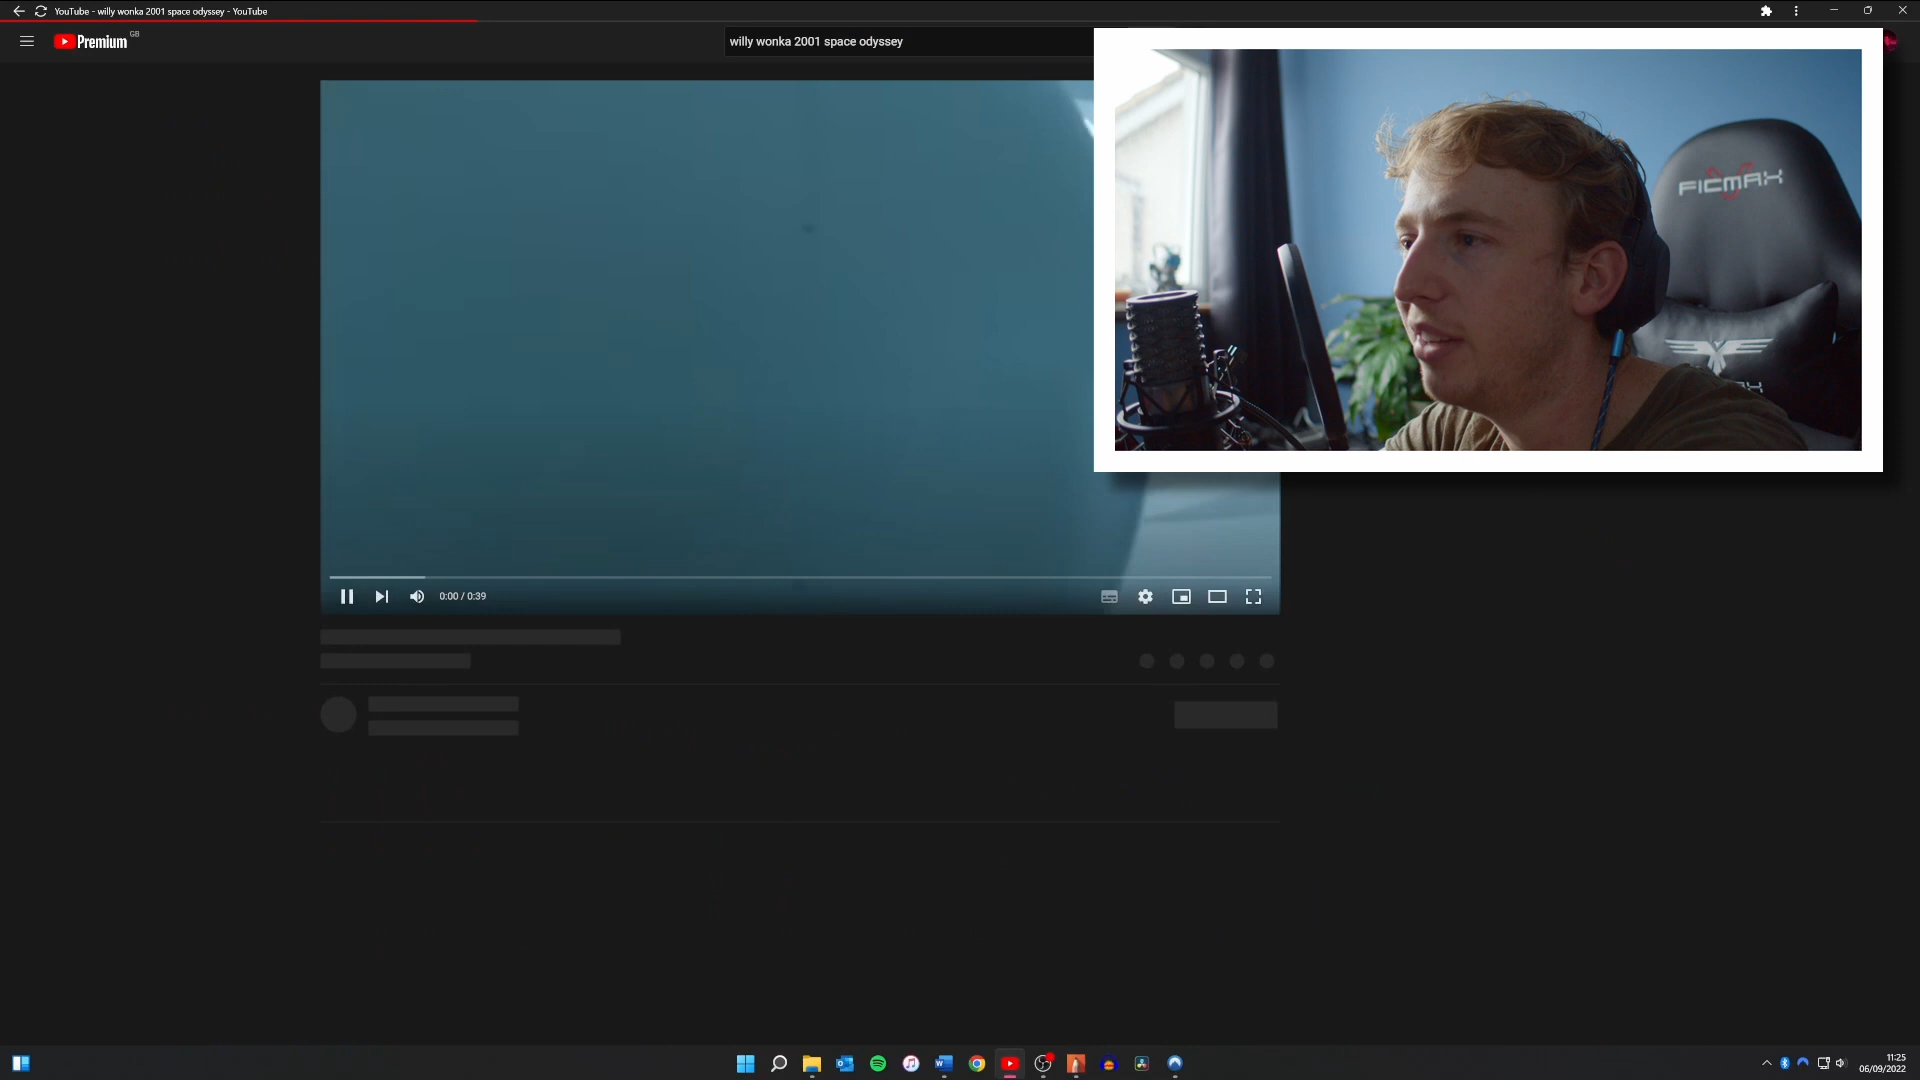 YouTube - willy wonka 2001 space odyssey - YouTube
Premium GB
willy wonka 2001 space odyssey
FICMAX
0:00 / 0:39
11:25
06/09/2022